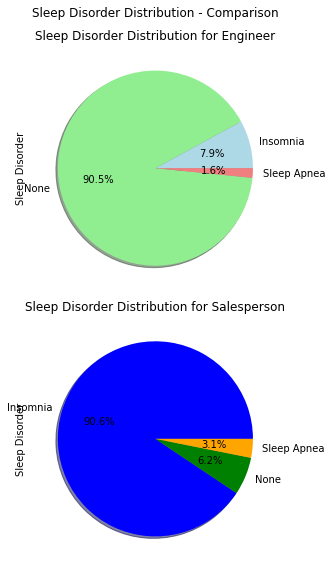 Sleep Disorder Distribution - Comparison
Sleep Disorder Distribution for Engineer
Sleep Disorder
Insomnia
7.9%
1.6%
Sleep Apnea
90.5%
None
Sleep Disorder Distribution for Salesperson
Sleep Disorder
Insomnia
90.6%
3.1%
Sleep Apnea
6.2%
None